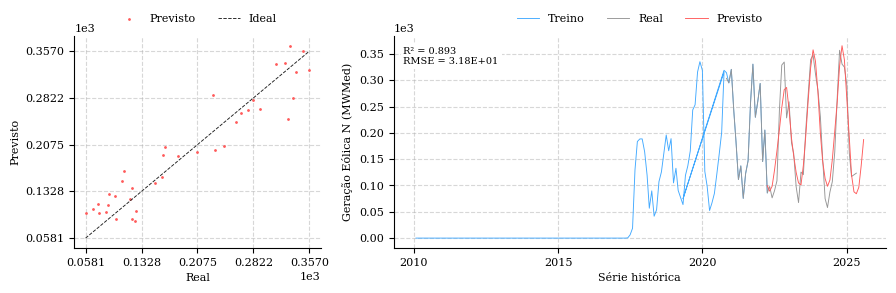 Previsto
Ideal
1e3
0.3570
0.2822
0.2075
0.1328
0.0581
Previsto
0.0581
0.1328
0.2075
0.2822
0.3570
1e3
Real
Treino
Real
Previsto
1e3
R² = 0.893
RMSE = 3.18E+01
0.35
0.30
0.25
0.20
0.15
0.10
0.05
0.00
Geração Eólica N (MWMed)
2010
2015
2020
2025
Série histórica